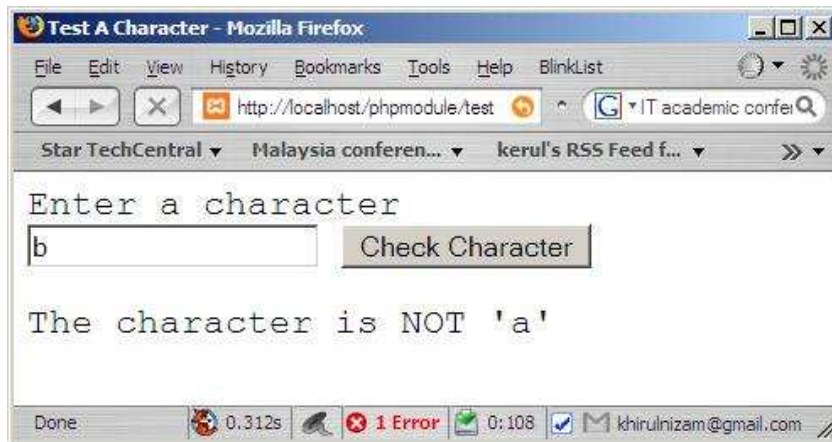 Test A Character - Mozilla Firefox
File Edit View History Bookmarks Tools Help BlinkList
http://localhost/phpmodule/test G IT academic confer
Star TechCentral Malaysia conferen... kerul's RSS Feed f... »
Enter a character
b Check Character
The character is NOT 'a'
Done 0.312s 1 Error 0:108 khirulnizam@gmail.com